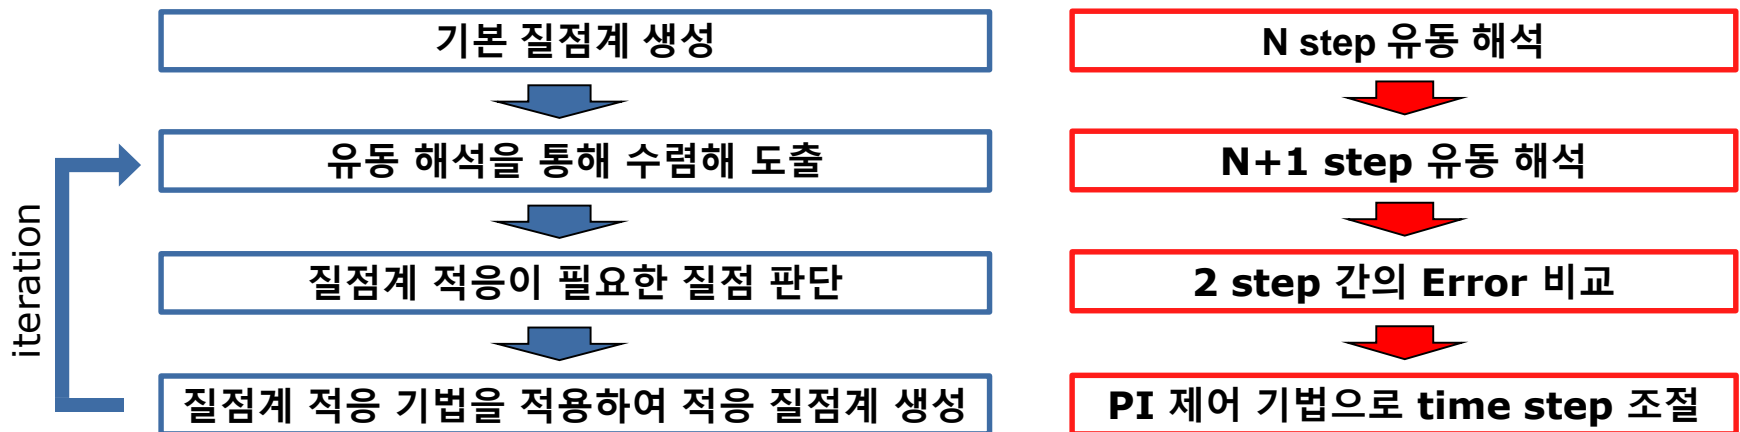 기본 질점계 생성
유동 해석을 통해 수렴해 도출
질점계 적응이 필요한 질점 판단
질점계 적응 기법을 적용하여 적응 질점계 생성
iteration
N step 유동 해석
N+1 step 유동 해석
2 step 간의 Error 비교
PI 제어 기법으로 time step 조절